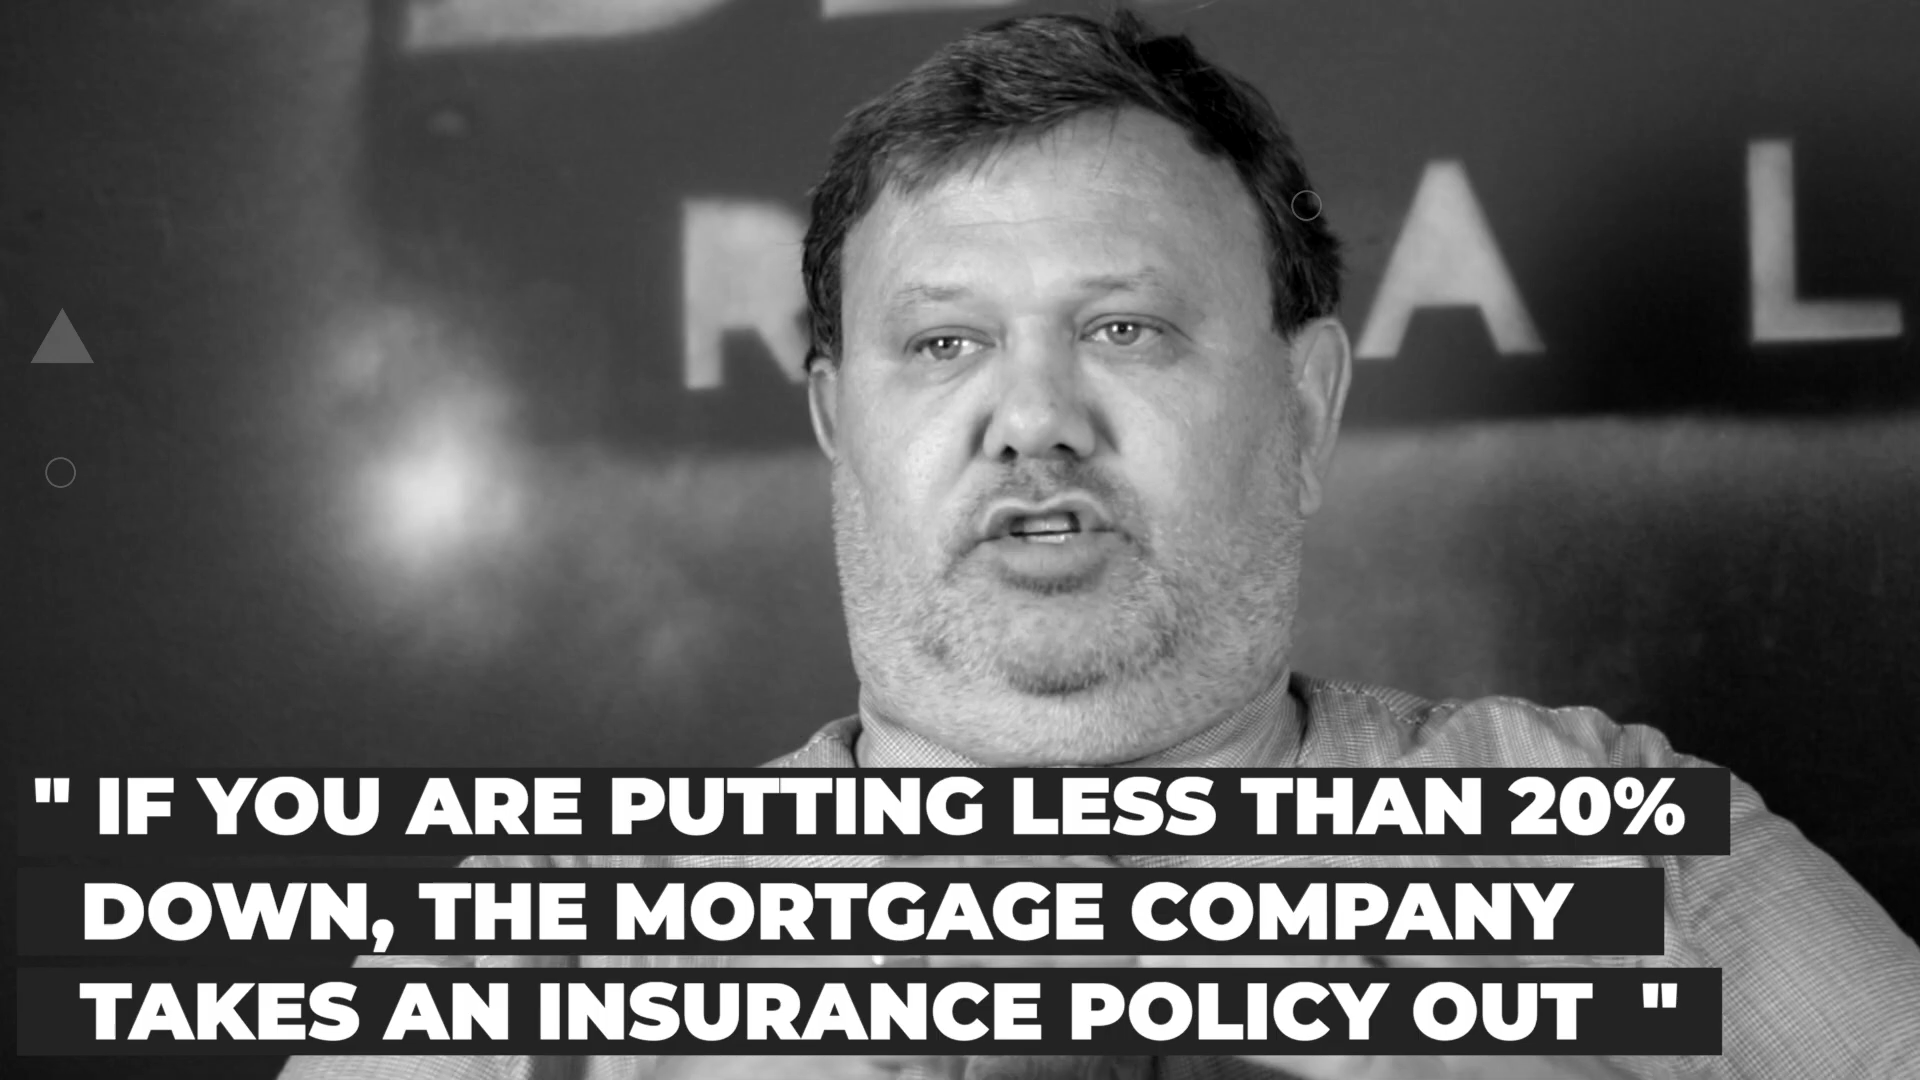 R A L
" IF YOU ARE PUTTING LESS THAN 20%
DOWN, THE MORTGAGE COMPANY
TAKES AN INSURANCE POLICY OUT "